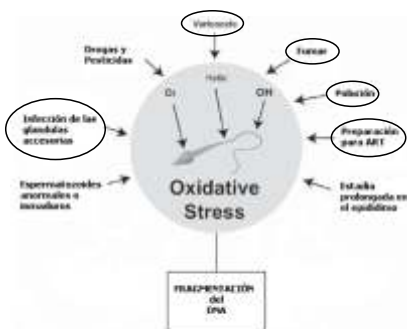 Varicocele
Drogas y
Pesticidas
Fumar
O₂
OH
Polución
Infección de las
glandulas
accesorias
Preparación
para ART
Espermatozoides
anormales o
inmaduros
Oxidative
Stress
Estadía
prolongada en
el epidídimo
FRAGMENTACIÓN
del
DNA